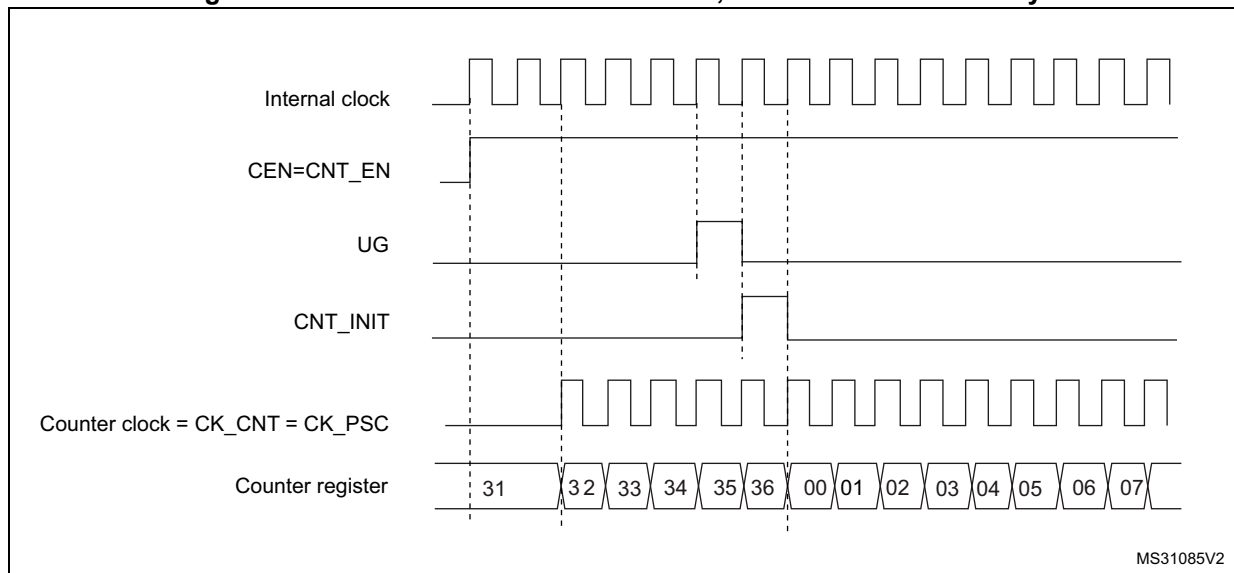 Internal clock
CEN=CNT_EN
UG
CNT_INIT
Counter clock = CK_CNT = CK_PSC
Counter register 31 32 33 34 35 36 00 01 02 03 04 05 06 07
MS31085V2